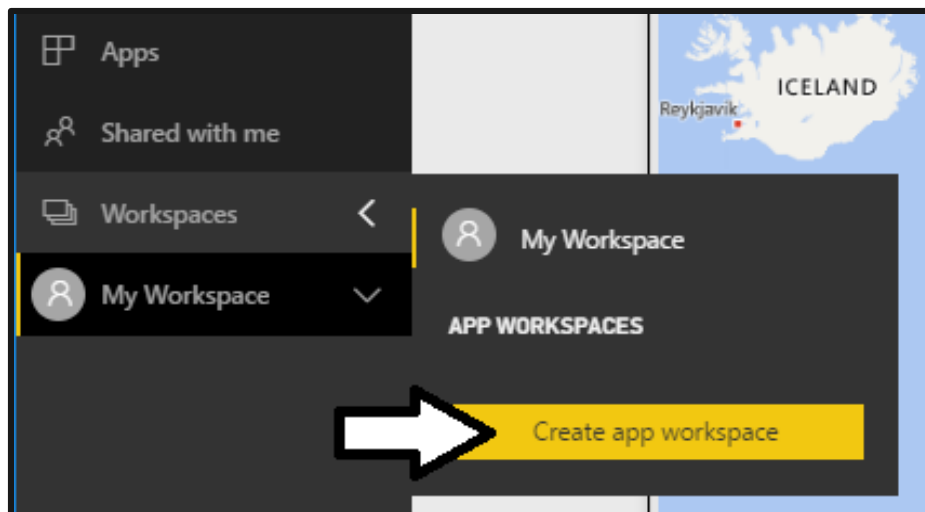 Apps
Shared with me
Workspaces
My Workspace
My Workspace
APP WORKSPACES
Create app workspace
ICELAND
Reykjavik